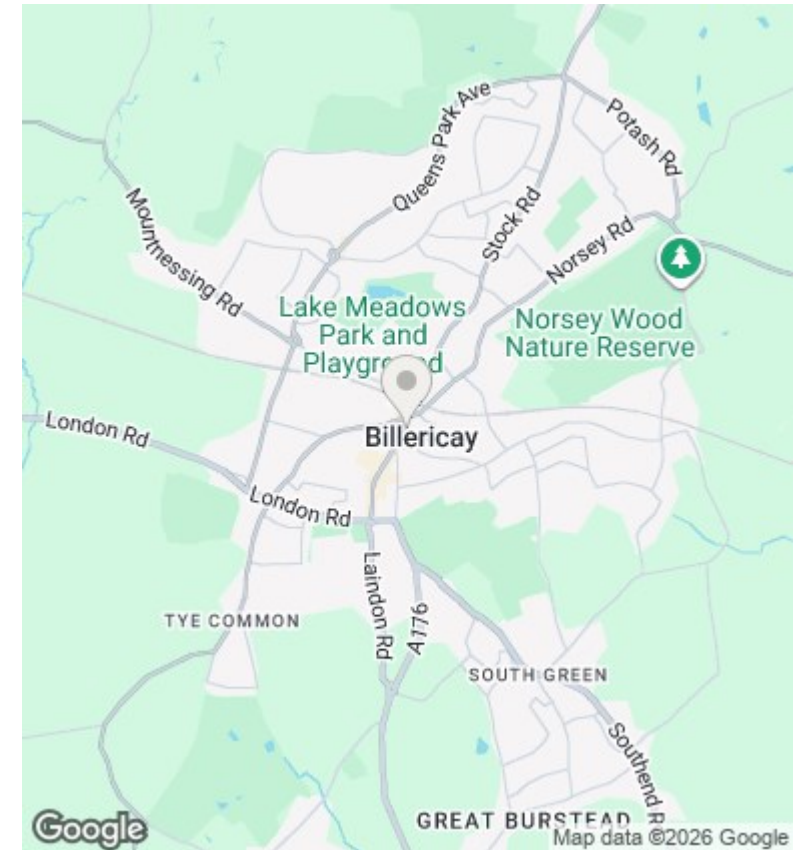 Queens Park Ave
Potash Rd
Stock Rd
Norsey Rd
Mountnessing Rd
Lake Meadows
Park and
Playground
Norsey Wood
Nature Reserve
London Rd
Billericay
London Rd
Laindon Rd
A176
TYE COMMON
SOUTH GREEN
Southend Rd
GREAT BURSTEAD
Google
Map data ©2026 Google